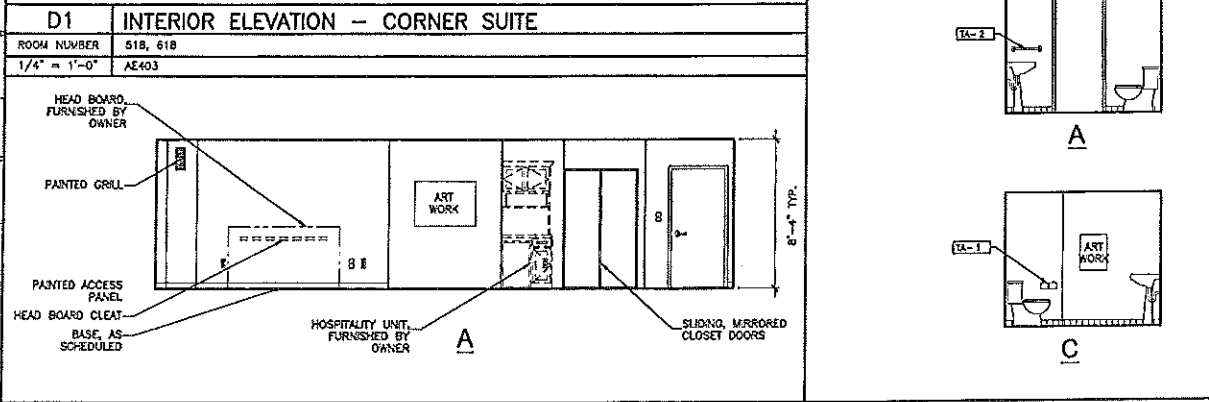 D1 INTERIOR ELEVATION - CORNER SUITE
ROOM NUMBER 518, 618
1/4" = 1'-0" AE403
HEAD BOARD,
FURNISHED BY
OWNER
PAINTED GRILL
ART
WORK
8'-4" TYP.
PAINTED ACCESS
PANEL
HEAD BOARD CLEAT
BASE, AS
SCHEDULED
HOSPITALITY UNIT,
FURNISHED BY
OWNER
A
SLIDING, MIRRORED
CLOSET DOORS
TA-2
A
TA-1
ART
WORK
C